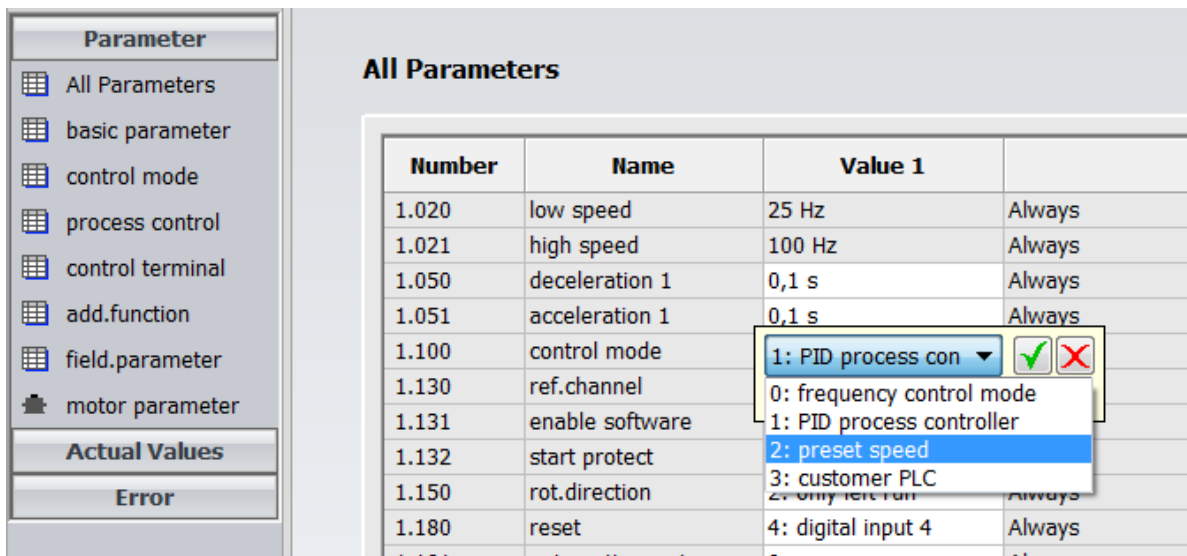 Parameter
All Parameters
basic parameter
control mode
process control
control terminal
add.function
field.parameter
motor parameter
Actual Values
Error
All Parameters
Number Name Value 1
1.020 low speed 25 Hz Always
1.021 high speed 100 Hz Always
1.050 deceleration 1 0,1 s Always
1.051 acceleration 1 0,1 s Always
1.100 control mode 1: PID process con
1.130 ref.channel 0: frequency control mode
1.131 enable software 1: PID process controller
1.132 start protect 2: preset speed
3: customer PLC
1.150 rot.direction 2: only left run Always
1.180 reset 4: digital input 4 Always